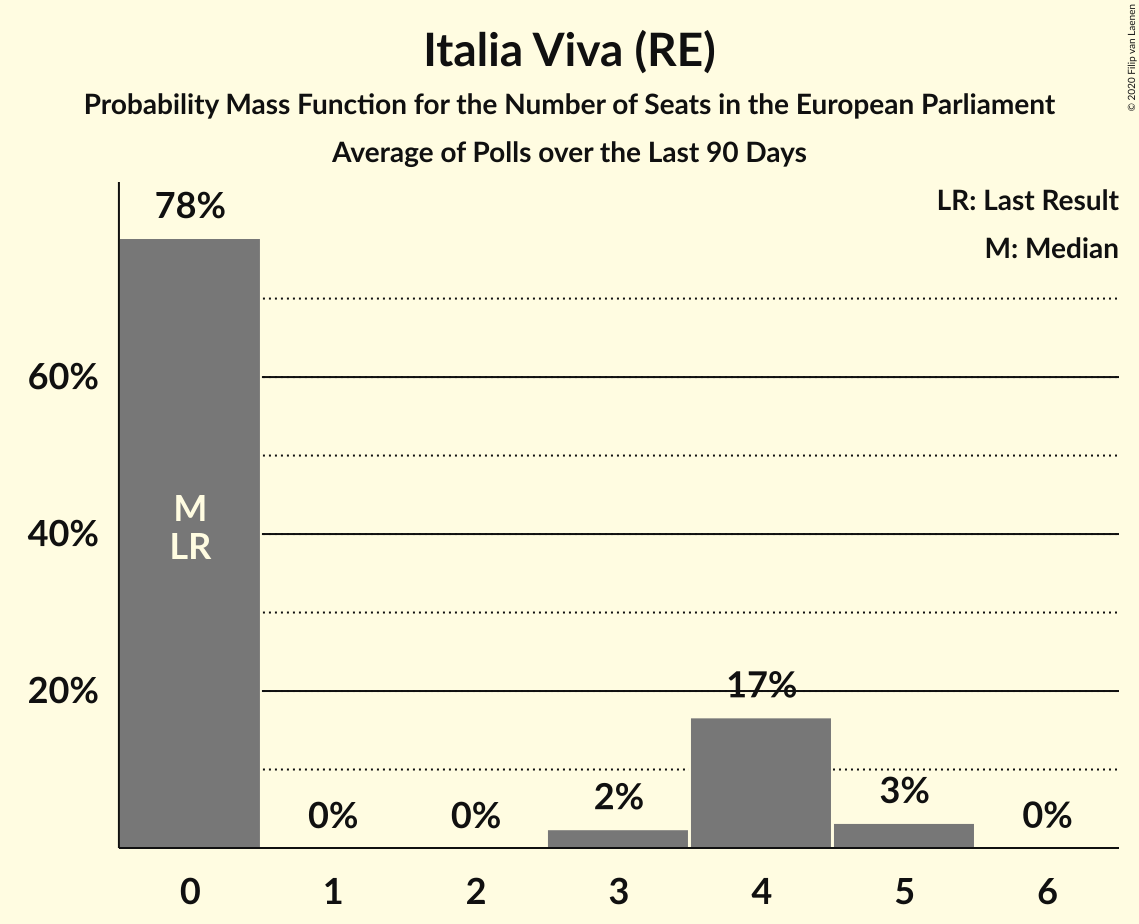 Italia Viva (RE)
Probability Mass Function for the Number of Seats in the European Parliament
Average of Polls over the Last 90 Days
© 2020 Filip van Laenen
LR: Last Result
M: Median
78%
60%
40%
20%
M
LR
0%
0%
2%
17%
3%
0%
0
1
2
3
4
5
6